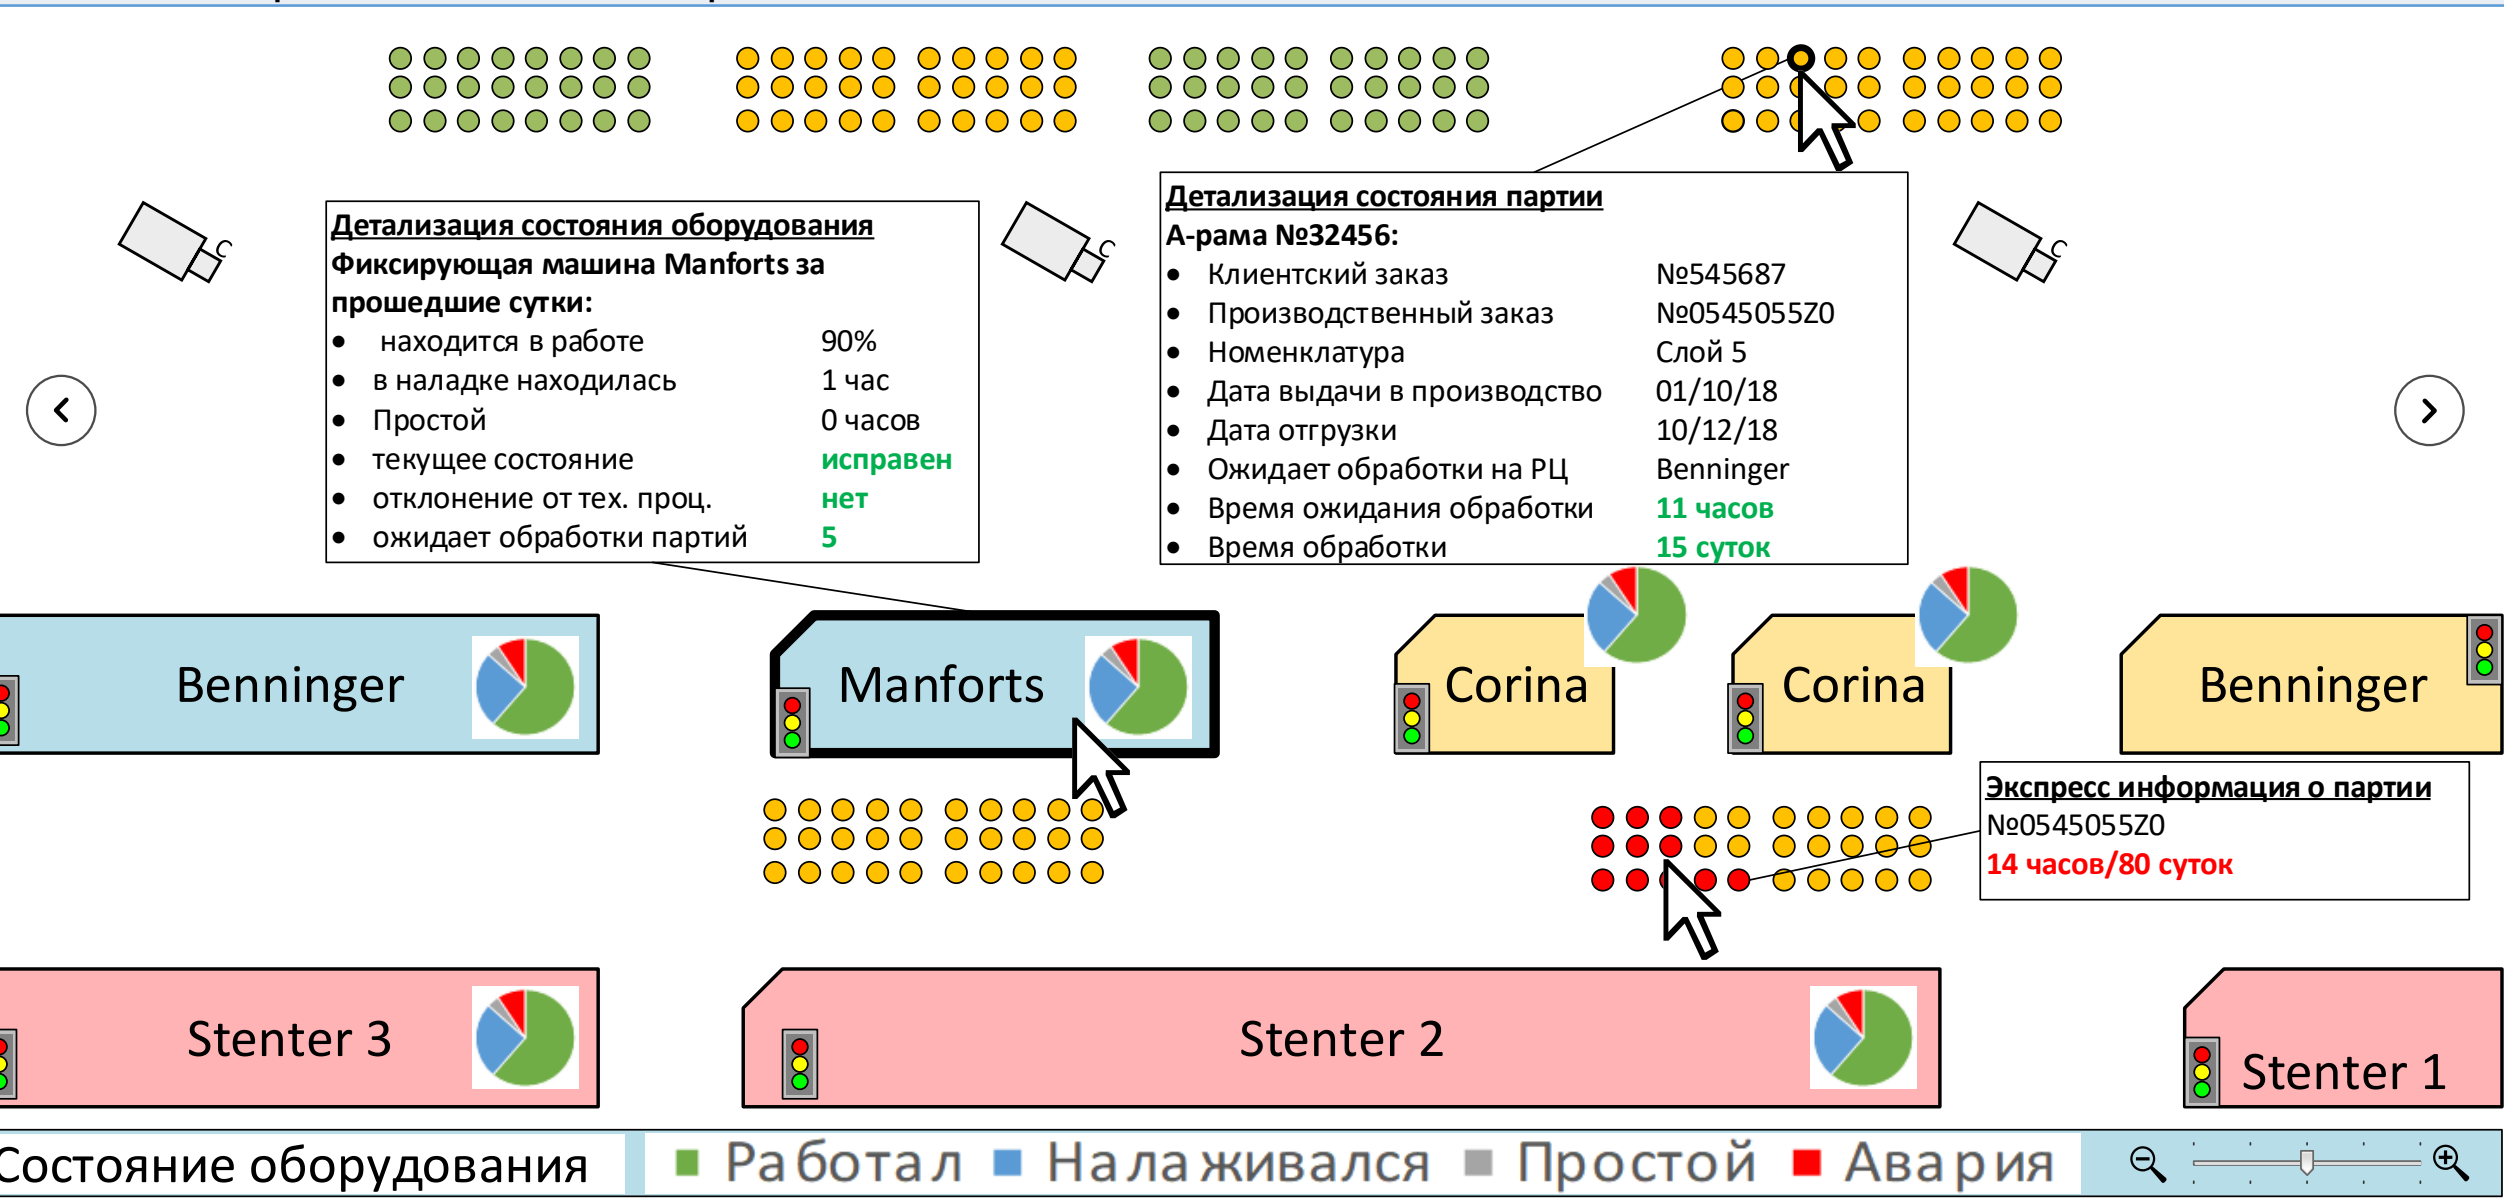 Детализация состояния оборудования
Фиксирующая машина Manforts за
прошедшие сутки:
• находится в работе 90%
• в наладке находилась 1 час
• Простой 0 часов
• текущее состояние исправен
• отклонение от тех. проц. нет
• ожидает обработки партий 5
Детализация состояния партии
А-рама №32456:
• Клиентский заказ №545687
• Производственный заказ №0545055Z0
• Номенклатура Слой 5
• Дата выдачи в производство 01/10/18
• Дата отгрузки 10/12/18
• Ожидает обработки на РЦ Benninger
• Время ожидания обработки 11 часов
• Время обработки 15 суток
Benninger
Manforts
Corina
Corina
Benninger
Экспресс информация о партии
№0545055Z0
14 часов/80 суток
Stenter 3
Stenter 2
Stenter 1
Состояние оборудования
Работал Налаживался Простой Авария